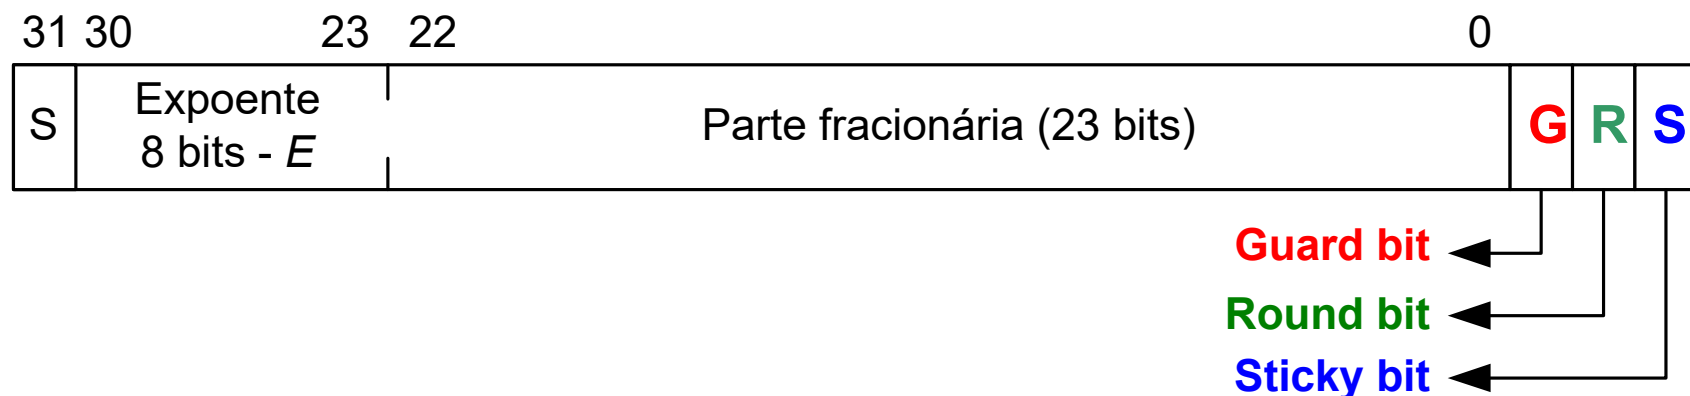 31 30 23 22 0
S Expoente 8 bits - E Parte fracionária (23 bits) G R S
Guard bit
Round bit
Sticky bit